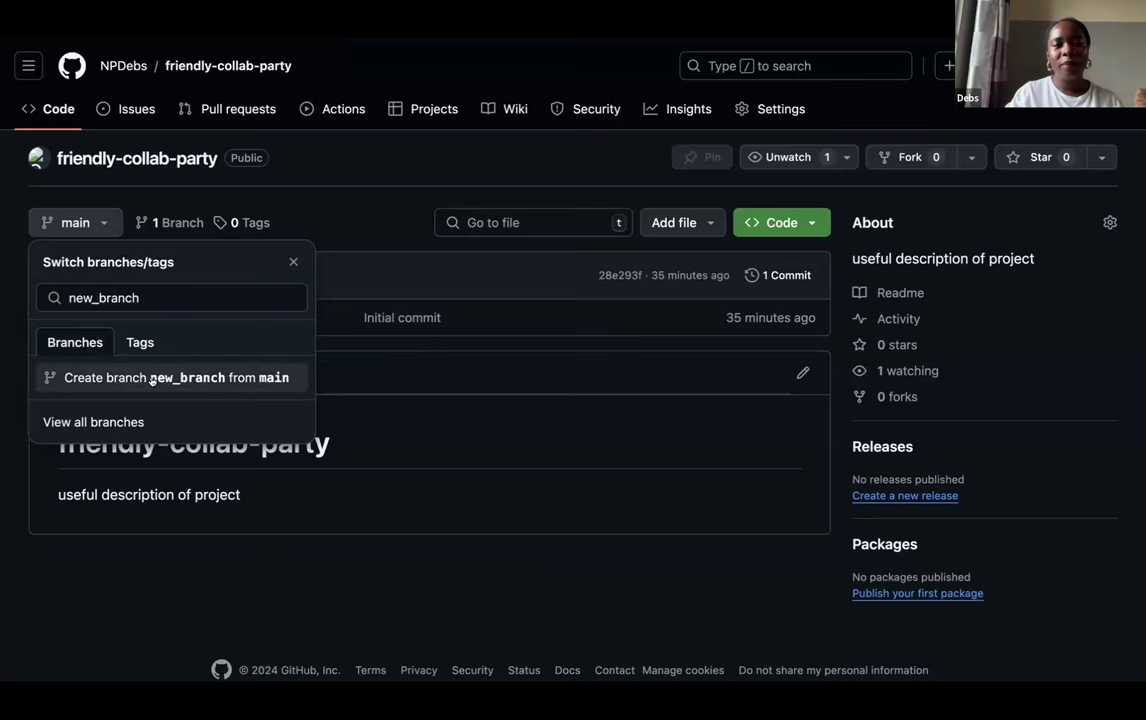 NPDebs / friendly-collab-party
Type / to search
Debs
Code
Issues
Pull requests
Actions
Projects
Wiki
Security
Insights
Settings
friendly-collab-party
Public
Pin
Unwatch 1
Fork 0
Star 0
main
1 Branch
0 Tags
Go to file t
Add file
Code
Switch branches/tags
new_branch
Branches
Tags
Create branch new_branch from main
View all branches
28e293f · 35 minutes ago
1 Commit
Initial commit
35 minutes ago
friendly-collab-party
useful description of project
About
useful description of project
Readme
Activity
0 stars
1 watching
0 forks
Releases
No releases published
Create a new release
Packages
No packages published
Publish your first package
© 2024 GitHub, Inc. Terms Privacy Security Status Docs Contact Manage cookies Do not share my personal information